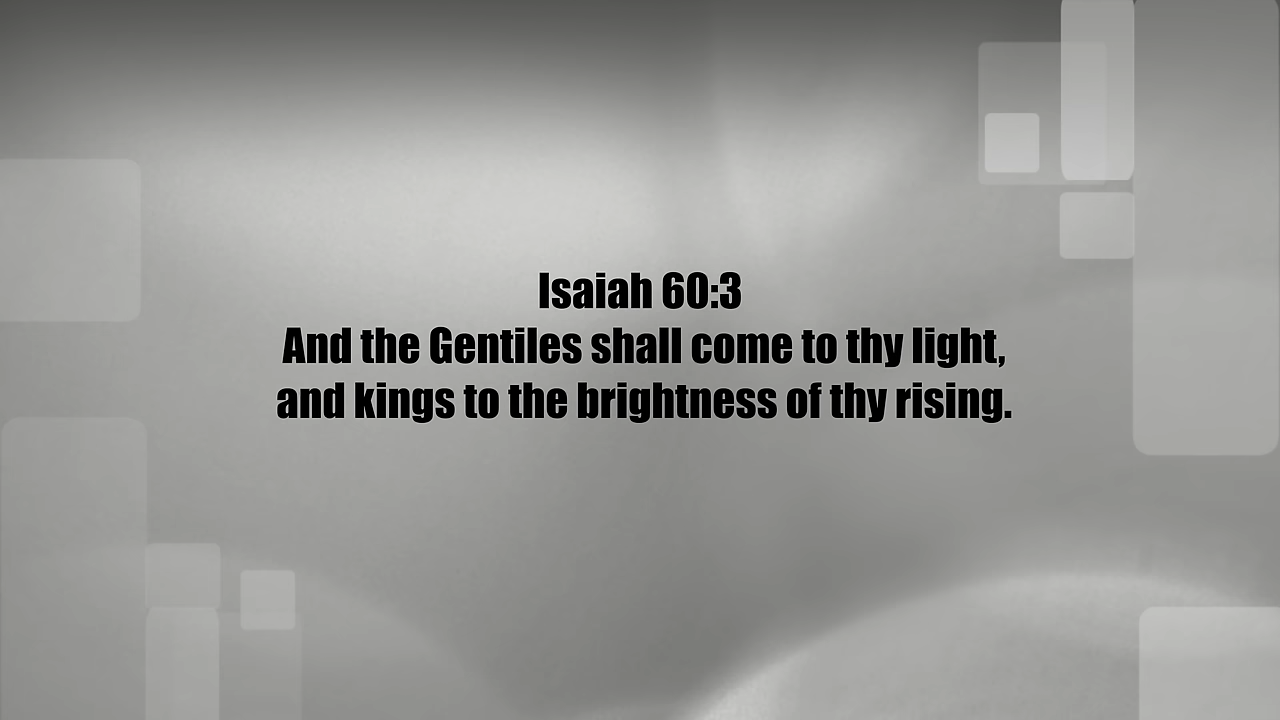 Isaiah 60:3
And the Gentiles shall come to thy light,
and kings to the brightness of thy rising.